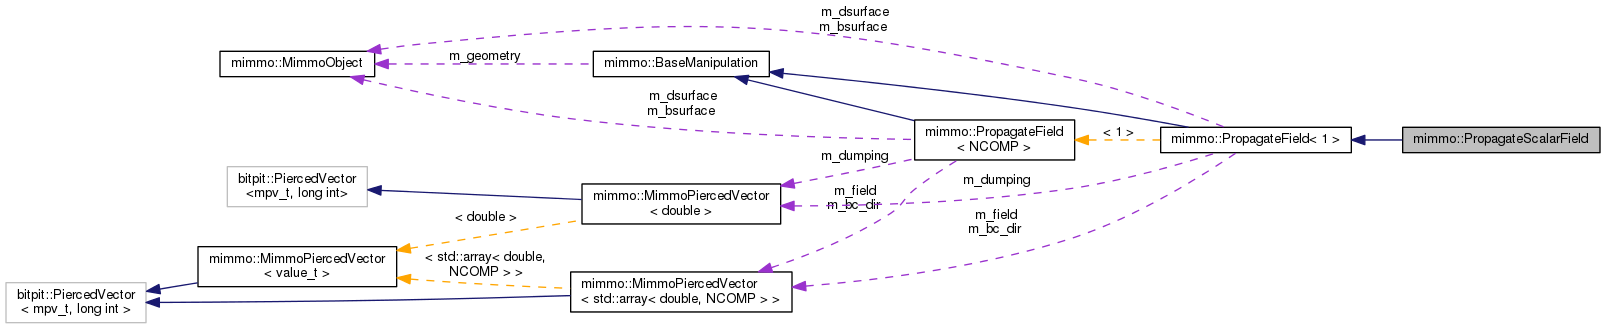 m_dsurface
m_bsurface
mimmo::MimmoObject
m_geometry
mimmo::BaseManipulation
m_dsurface
m_bsurface
mimmo::PropagateField
< NCOMP >
< 1 >
mimmo::PropagateField< 1 >
mimmo::PropagateScalarField
m_dumping
bitpit::PiercedVector
<mpv_t, long int>
mimmo::MimmoPiercedVector
< double >
m_field
m_bc_dir
m_dumping
< double >
m_field
m_bc_dir
mimmo::MimmoPiercedVector
< value_t >
< std::array< double,
NCOMP > >
bitpit::PiercedVector
< mpv_t, long int >
mimmo::MimmoPiercedVector
< std::array< double, NCOMP > >